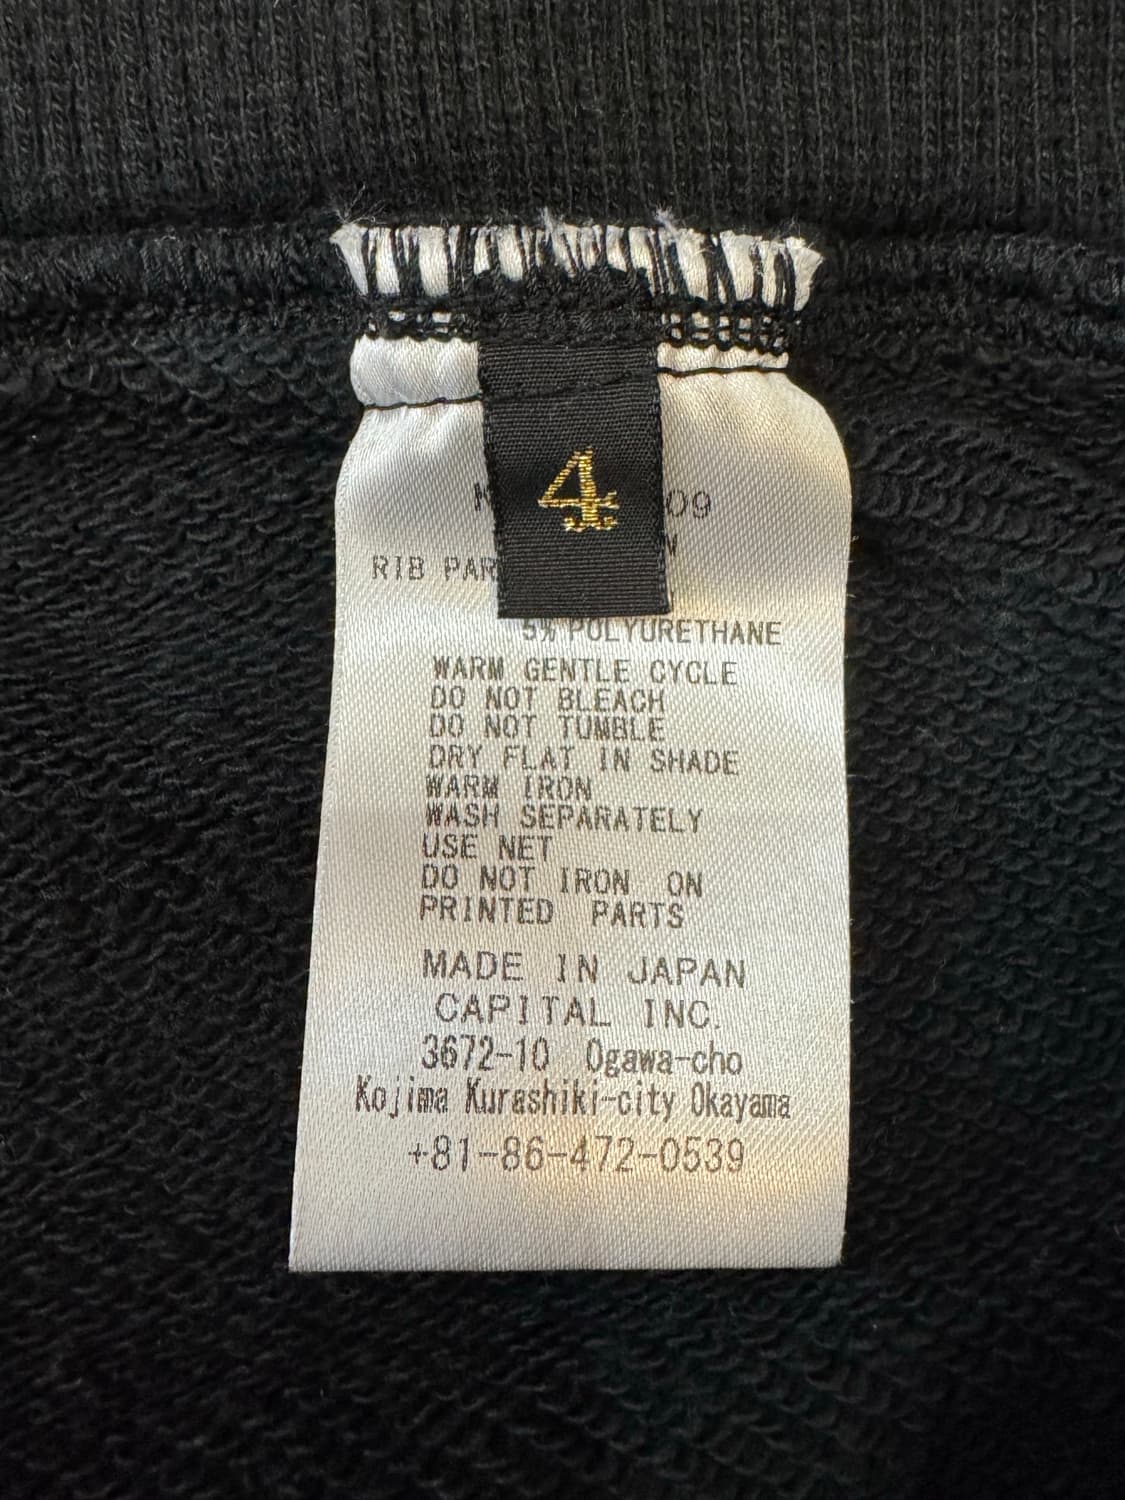 4
09
RIB
5% POLYURETHANE
WARM GENTLE CYCLE
DO NOT BLEACH
DO NOT TUMBLE
DRY FLAT IN SHADE
WARM IRON
WASH SEPARATELY
USE NET
DO NOT IRON ON
PRINTED PARTS
MADE IN JAPAN
CAPITAL INC.
3672-10 Ogawa-cho
Kojima Kurashiki-city Okayama
+81-86-472-0539